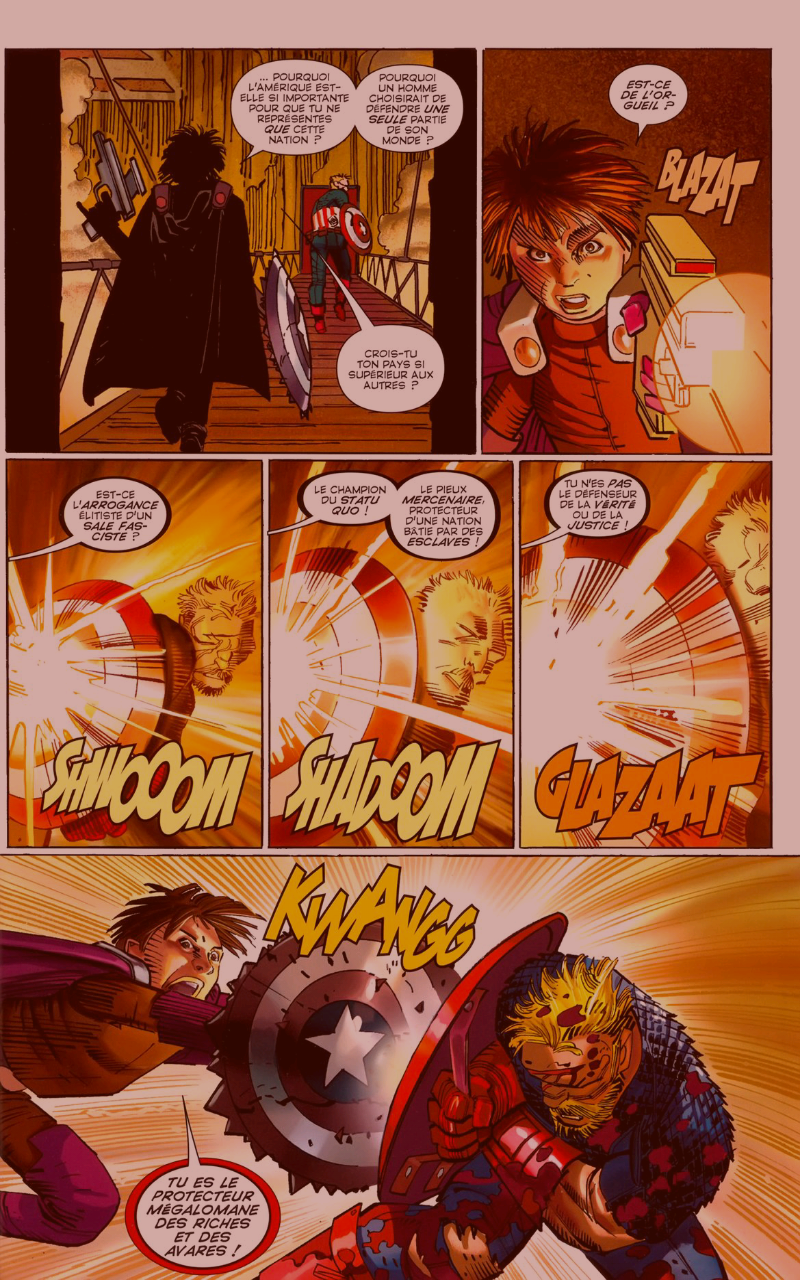 ... POURQUOI
L'AMÉRIQUE EST-
ELLE SI IMPORTANTE
POUR QUE TU NE
REPRÉSENTES
QUE CETTE
NATION ?
POURQUOI
UN HOMME
CHOISIRAIT DE
DÉFENDRE UNE
SEULE PARTIE
DE SON
MONDE ?
CROIS-TU
TON PAYS SI
SUPÉRIEUR AUX
AUTRES ?
EST-CE
DE L'OR-
GUEIL ?
BLAZAT
EST-CE
L'ARROGANCE
ÉLITISTE D'UN
SALE FAS-
CISTE ?
SHWOOOM
LE CHAMPION
DU STATU
QUO !
LE PIEUX
MERCENAIRE,
PROTECTEUR
D'UNE NATION
BÂTIE PAR DES
ESCLAVES !
SHADOOM
TU N'ES PAS
LE DÉFENSEUR
DE LA VÉRITÉ
OU DE LA
JUSTICE !
GLAZAAT
KWANGG
TU ES LE
PROTECTEUR
MÉGALOMANE
DES RICHES
ET DES
AVARES !